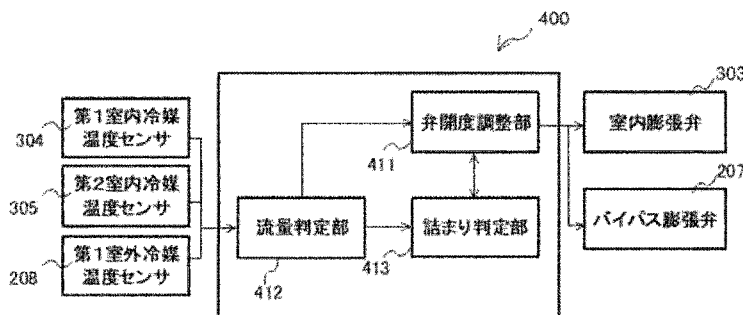 400
303
第1室内冷媒
温度センサ
304
弁開度調整部
411
室内膨張弁
第2室内冷媒
温度センサ
305
207
流量判定部
412
詰まり判定部
413
バイパス膨張弁
第1室外冷媒
温度センサ
208